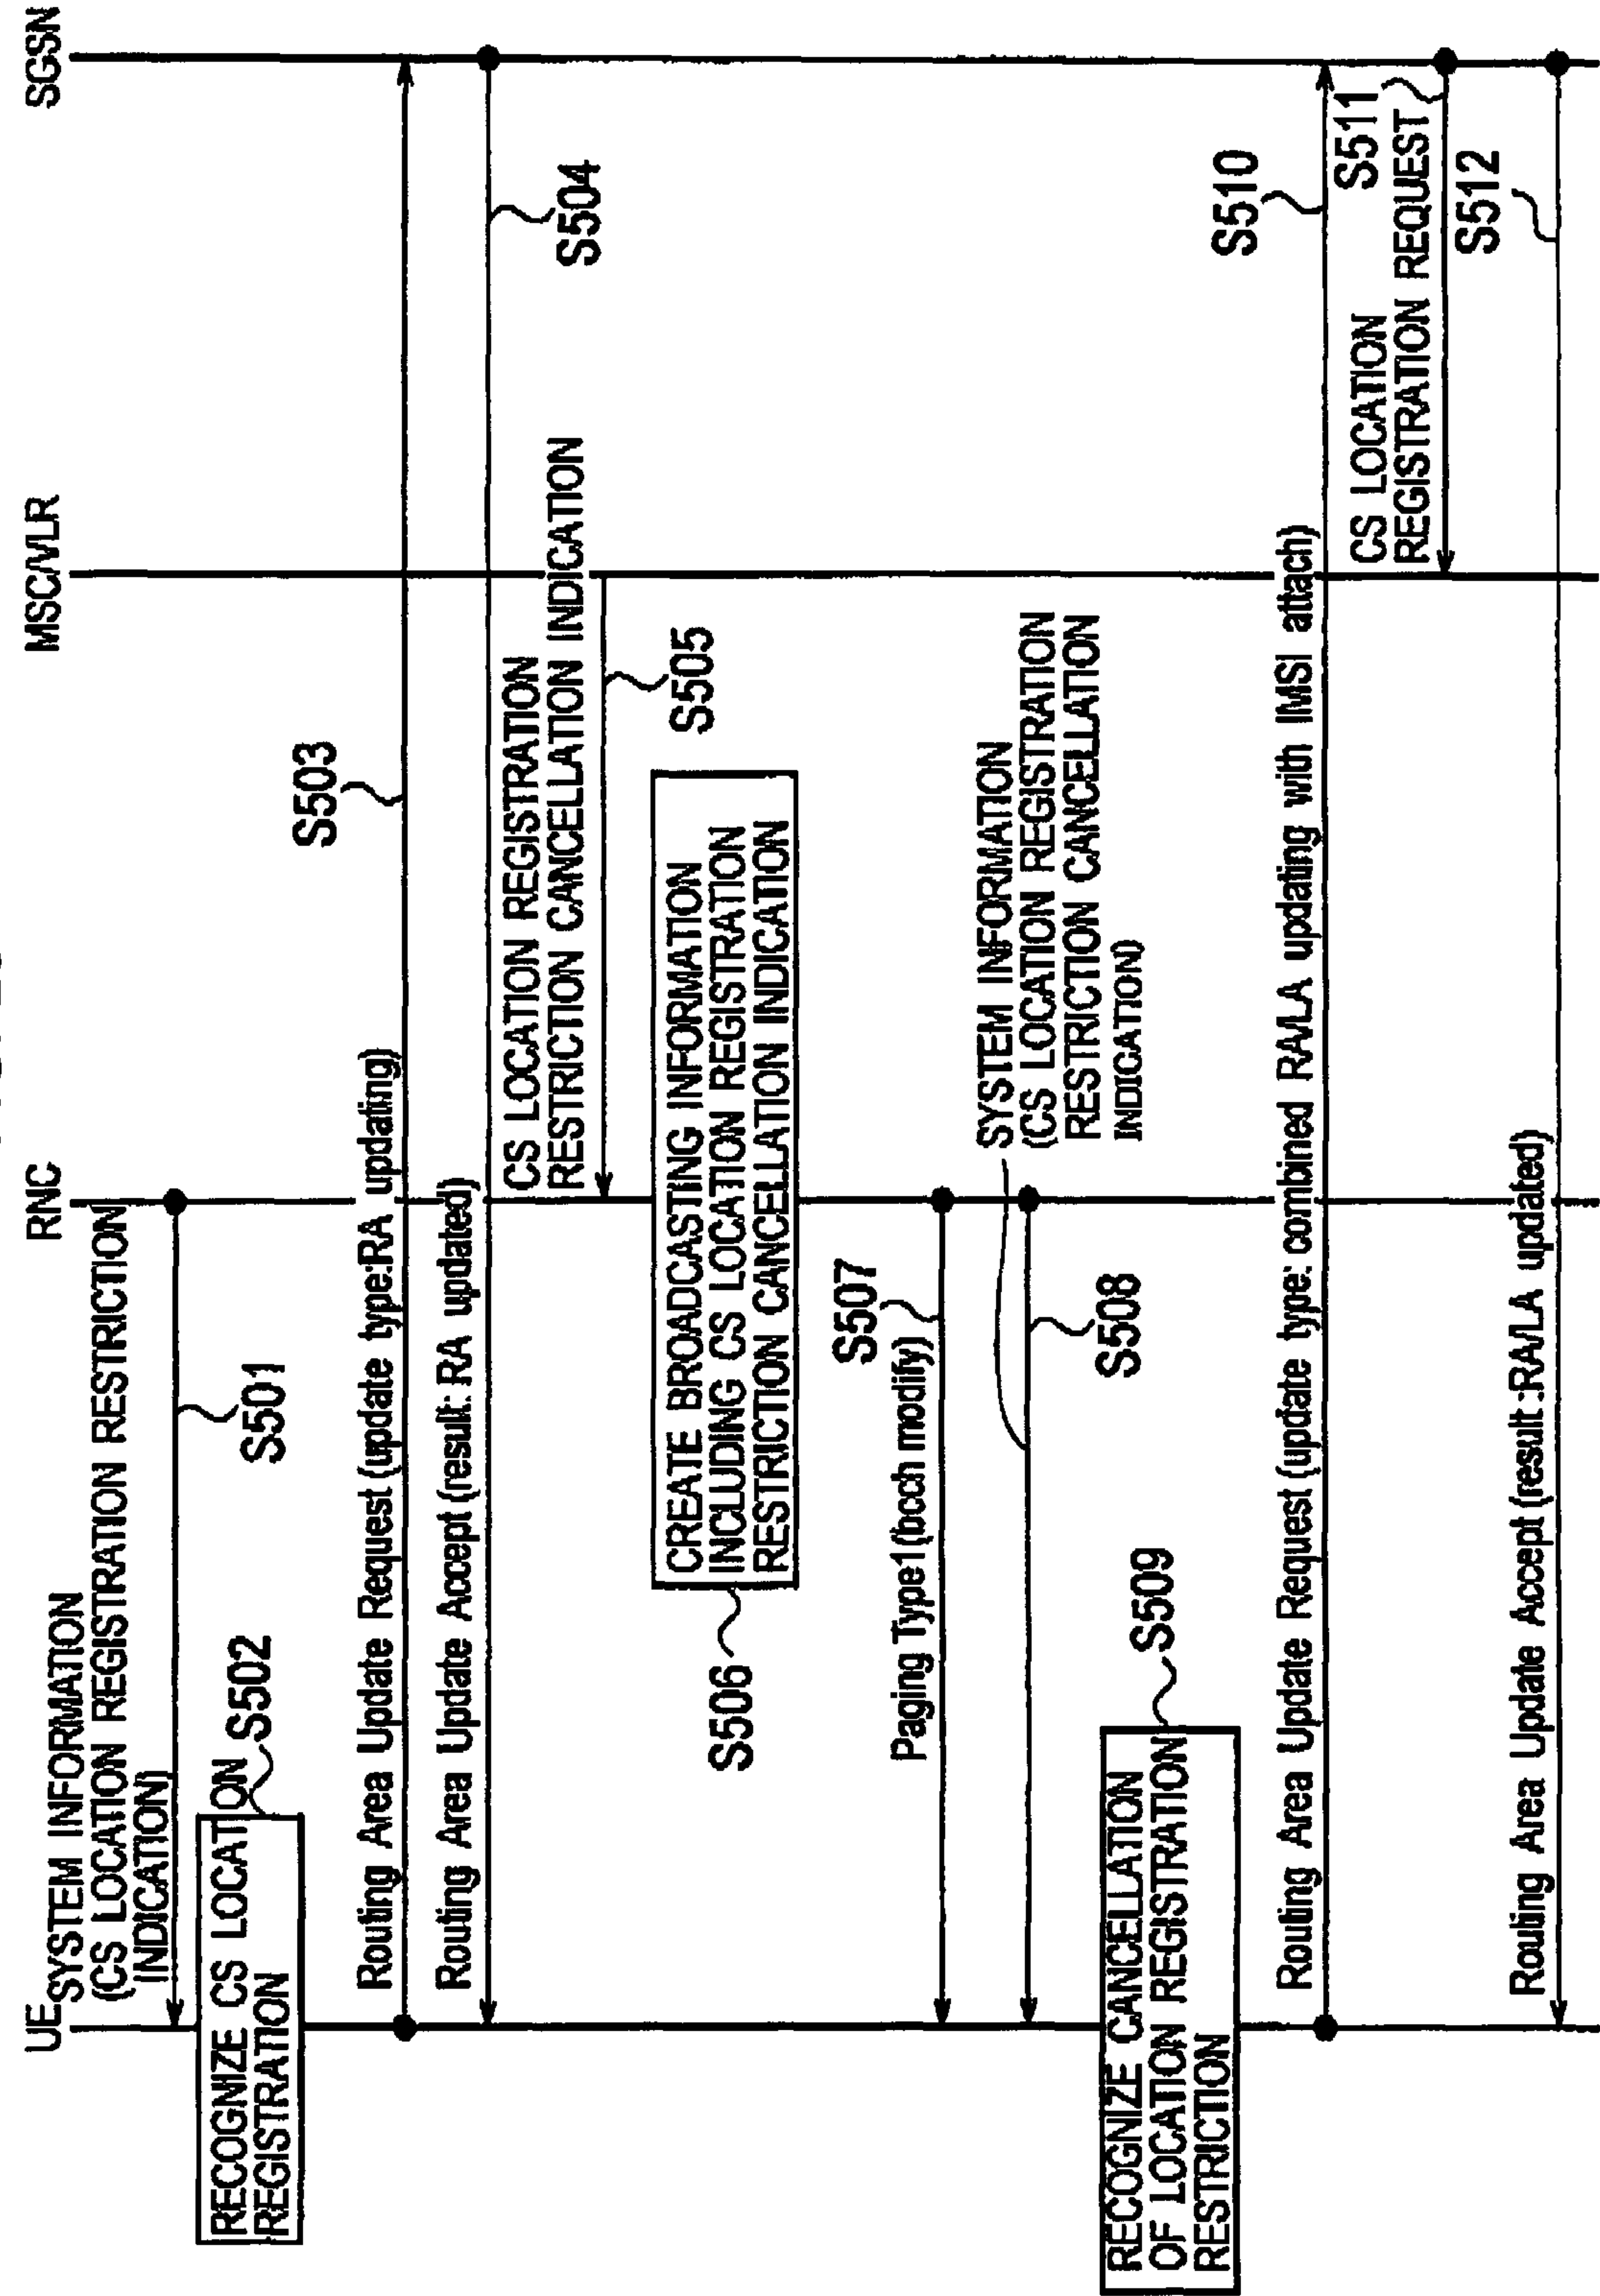 UE
RNC
MSC/VLR
SGSN
SYSTEM INFORMATION
(CS LOCATION REGISTRATION RESTRICTION
INDICATION)
S501
RECOGNIZE CS LOCATION
REGISTRATION
S502
Routing Area Update Request (update type:RA updating)
S503
Routing Area Update Accept (result: RA updated)
S504
CS LOCATION REGISTRATION
RESTRICTION CANCELLATION INDICATION
S505
CREATE BROADCASTING INFORMATION
INCLUDING CS LOCATION REGISTRATION
RESTRICTION CANCELLATION INDICATION
S506
Paging Type1(bcch modify)
S507
SYSTEM INFORMATION
(CS LOCATION REGISTRATION
RESTRICTION CANCELLATION
INDICATION)
S508
RECOGNIZE CANCELLATION
OF LOCATION REGISTRATION
RESTRICTION
S509
Routing Area Update Request (update type: combined RA/LA updating with IMSI attach)
S510
CS LOCATION
REGISTRATION REQUEST
S511
Routing Area Update Accept (result :RA/LA updated)
S512